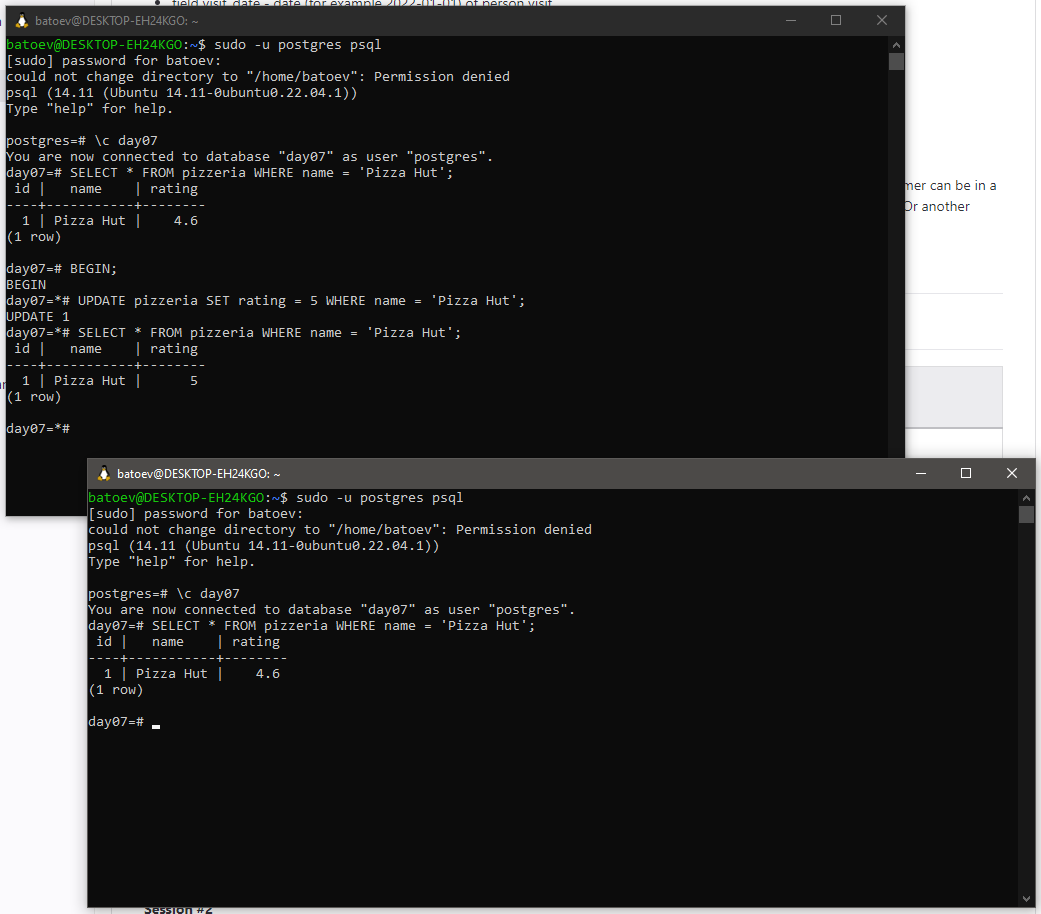 field visit_date - date (for example 2022-01-01) of person visit
batoev@DESKTOP-EH24KGO: ~
batoev@DESKTOP-EH24KGO:~$ sudo -u postgres psql
[sudo] password for batoev:
could not change directory to "/home/batoev": Permission denied
psql (14.11 (Ubuntu 14.11-0ubuntu0.22.04.1))
Type "help" for help.
postgres=# \c day07
You are now connected to database "day07" as user "postgres".
day07=# SELECT * FROM pizzeria WHERE name = 'Pizza Hut';
 id |   name    | rating
----+-----------+--------
  1 | Pizza Hut |    4.6
(1 row)
day07=# BEGIN;
BEGIN
day07=*# UPDATE pizzeria SET rating = 5 WHERE name = 'Pizza Hut';
UPDATE 1
day07=*# SELECT * FROM pizzeria WHERE name = 'Pizza Hut';
 id |   name    | rating
----+-----------+--------
  1 | Pizza Hut |      5
(1 row)
day07=*#
can be in a
Or another
batoev@DESKTOP-EH24KGO: ~
batoev@DESKTOP-EH24KGO:~$ sudo -u postgres psql
[sudo] password for batoev:
could not change directory to "/home/batoev": Permission denied
psql (14.11 (Ubuntu 14.11-0ubuntu0.22.04.1))
Type "help" for help.
postgres=# \c day07
You are now connected to database "day07" as user "postgres".
day07=# SELECT * FROM pizzeria WHERE name = 'Pizza Hut';
 id |   name    | rating
----+-----------+--------
  1 | Pizza Hut |    4.6
(1 row)
day07=#
Session #2